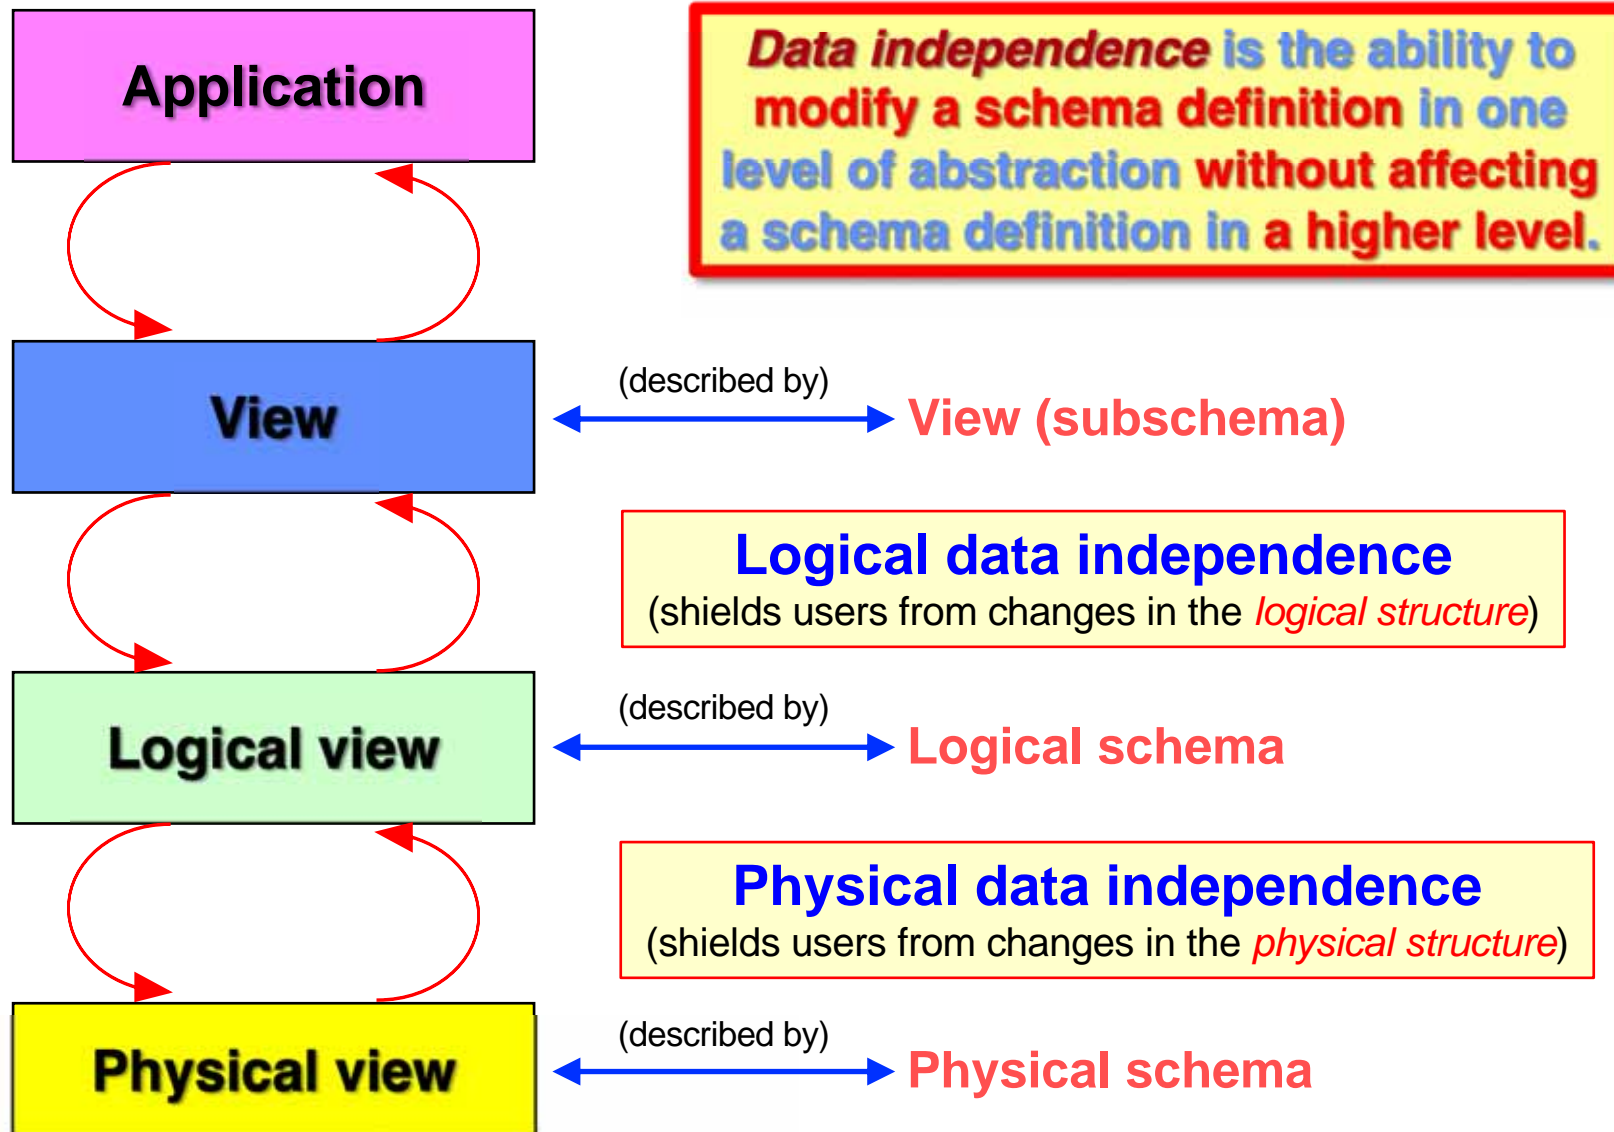 Application
Data independence is the ability to
modify a schema definition in one
level of abstraction without affecting
a schema definition in a higher level.
View
(described by)
View (subschema)
Logical data independence
(shields users from changes in the logical structure)
Logical view
(described by)
Logical schema
Physical data independence
(shields users from changes in the physical structure)
Physical view
(described by)
Physical schema